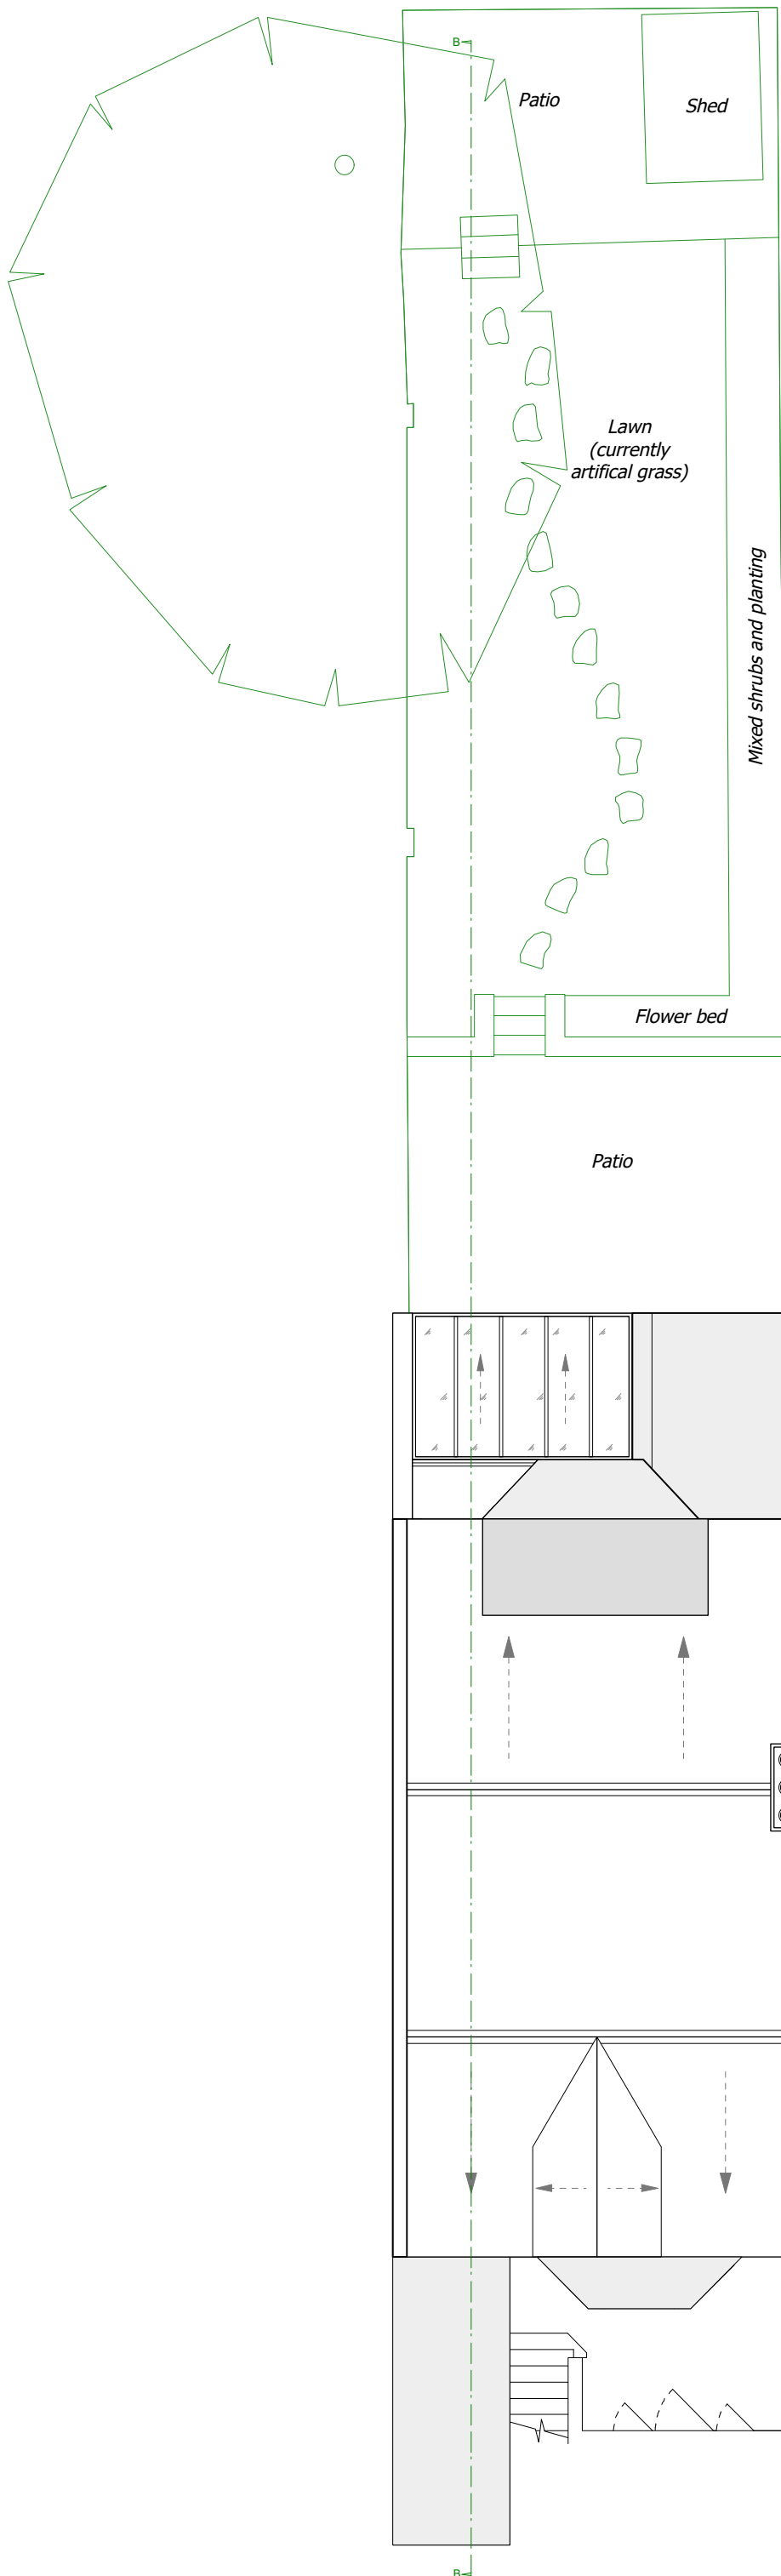 B
Patio
Shed
Lawn
(currently
artifical grass)
Mixed shrubs and planting
Flower bed
Patio
B